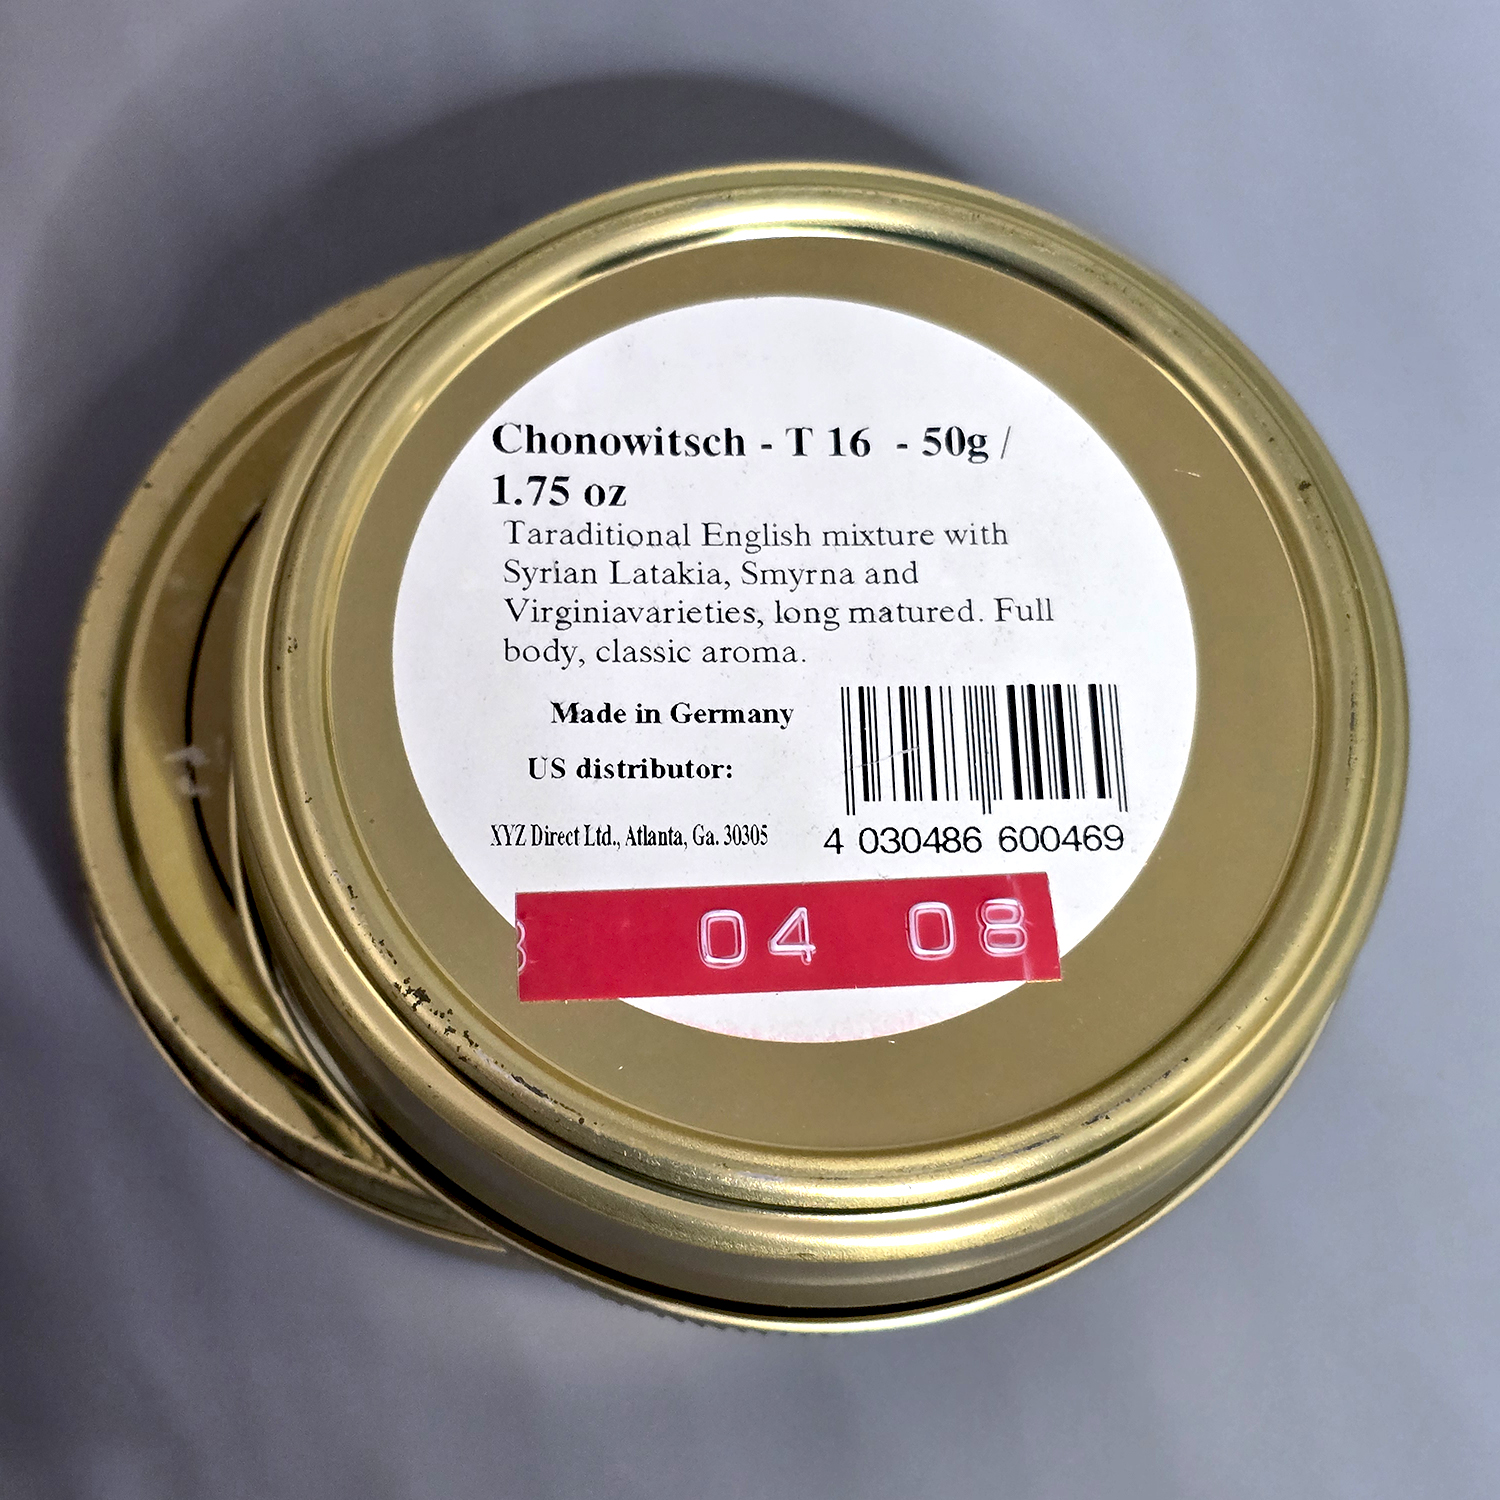 Chonowitsch - T 16 - 50g /
1.75 oz
Taraditional English mixture with
Syrian Latakia, Smyrna and
Virginiavarieties, long matured. Full
body, classic aroma.
Made in Germany
US distributor:
XYZ Direct Ltd., Atlanta, Ga. 30305
4 030486 600469
04 08